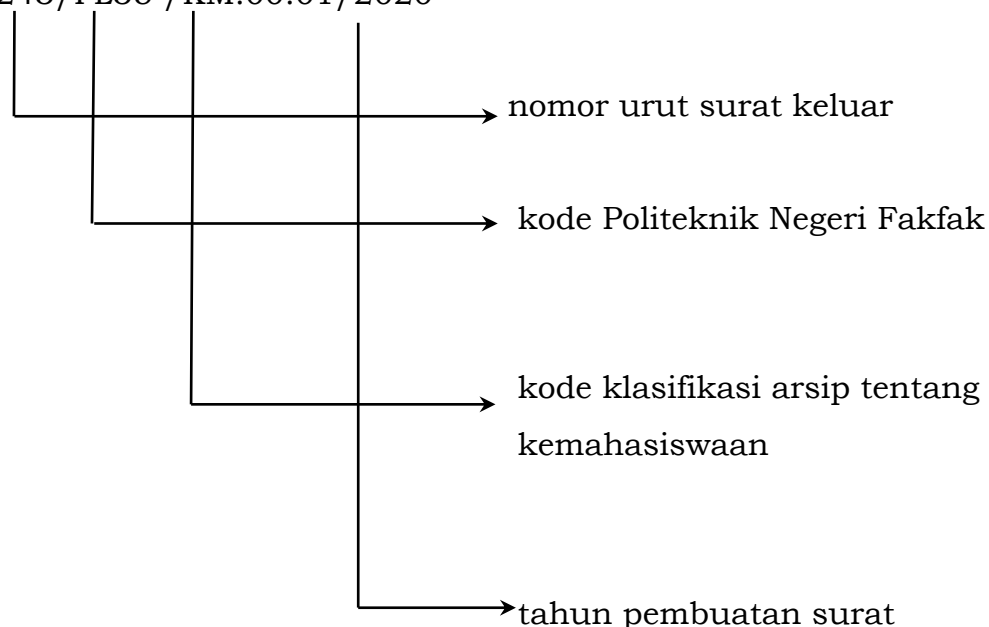 nomor urut surat keluar
kode Politeknik Negeri Fakfak
kode klasifikasi arsip tentang
kemahasiswaan
tahun pembuatan surat